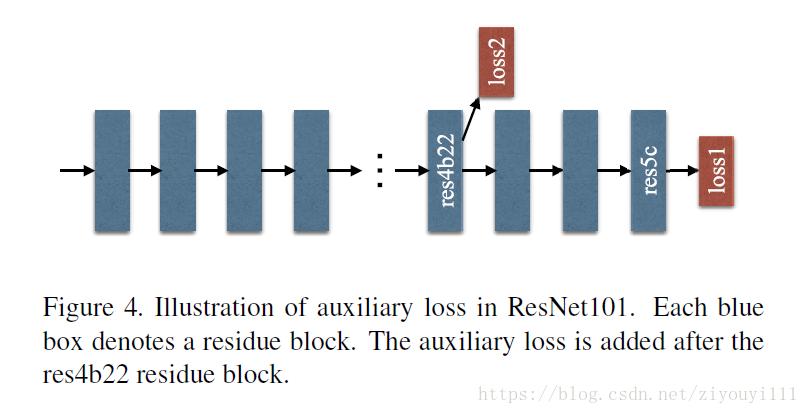 loss2
res4b22
res5c
loss1
Figure 4. Illustration of auxiliary loss in ResNet101. Each blue
box denotes a residue block. The auxiliary loss is added after the
res4b22 residue block.
https://blog.csdn.net/ziyouyi111